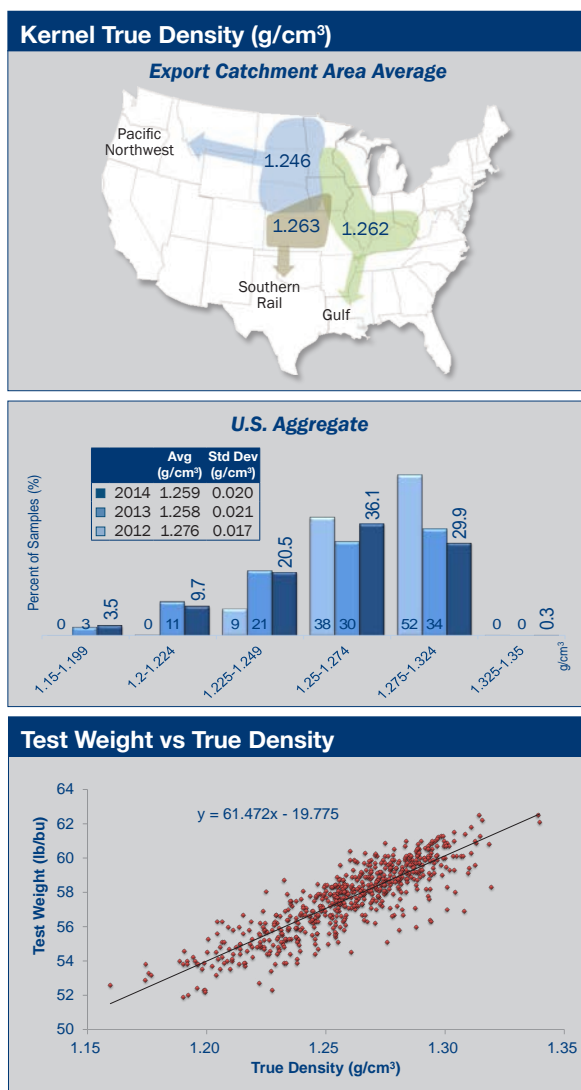 Kernel True Density (g/cm³)
Export Catchment Area Average
Pacific
Northwest
1.246
1.263
1.262
Southern
Rail
Gulf
U.S. Aggregate
Avg Std Dev
(g/cm³) (g/cm³)
2014 1.259 0.020
2013 1.258 0.021
2012 1.276 0.017
Percent of Samples (%)
0 3 3.5
0 11 9.7
9 21 20.5
38 30 36.1
52 34 29.9
0 0 0.3
1.15-1.199
1.2-1.224
1.225-1.249
1.25-1.274
1.275-1.324
1.325-1.35
g/cm³
Test Weight vs True Density
y = 61.472x - 19.775
Test Weight (lb/bu)
64
62
60
58
56
54
52
50
1.15 1.20 1.25 1.30 1.35
True Density (g/cm³)